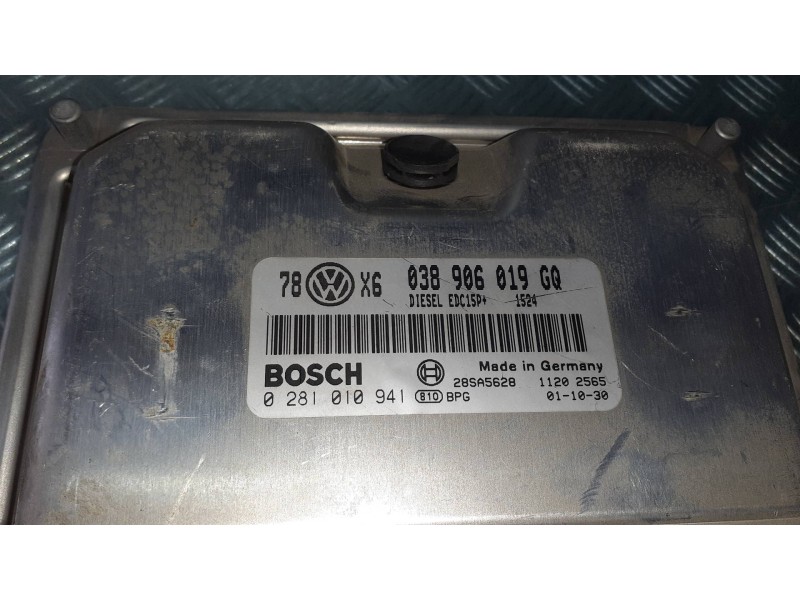 78 VW X6 038 906 019 GQ
DIESEL EDC15P+ 1524
BOSCH Made in Germany
28SA5628 1120 2565
0 281 010 941 810 BPG 01-10-30